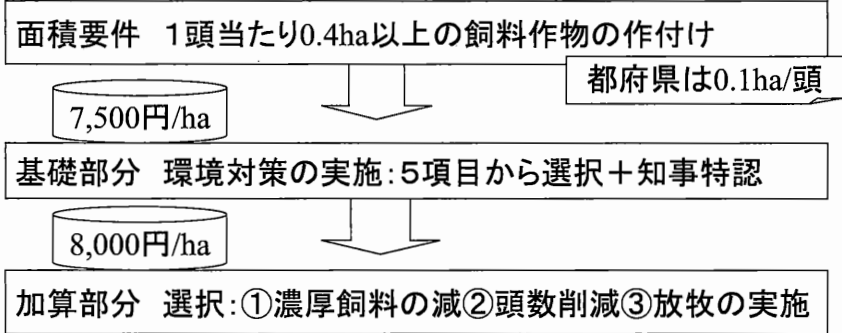 面積要件 1頭当たり0.4ha以上の飼料作物の作付け
都府県は0.1ha/頭
7,500円/ha
基礎部分 環境対策の実施:5項目から選択+知事特認
8,000円/ha
加算部分 選択:①濃厚飼料の減②頭数削減③放牧の実施